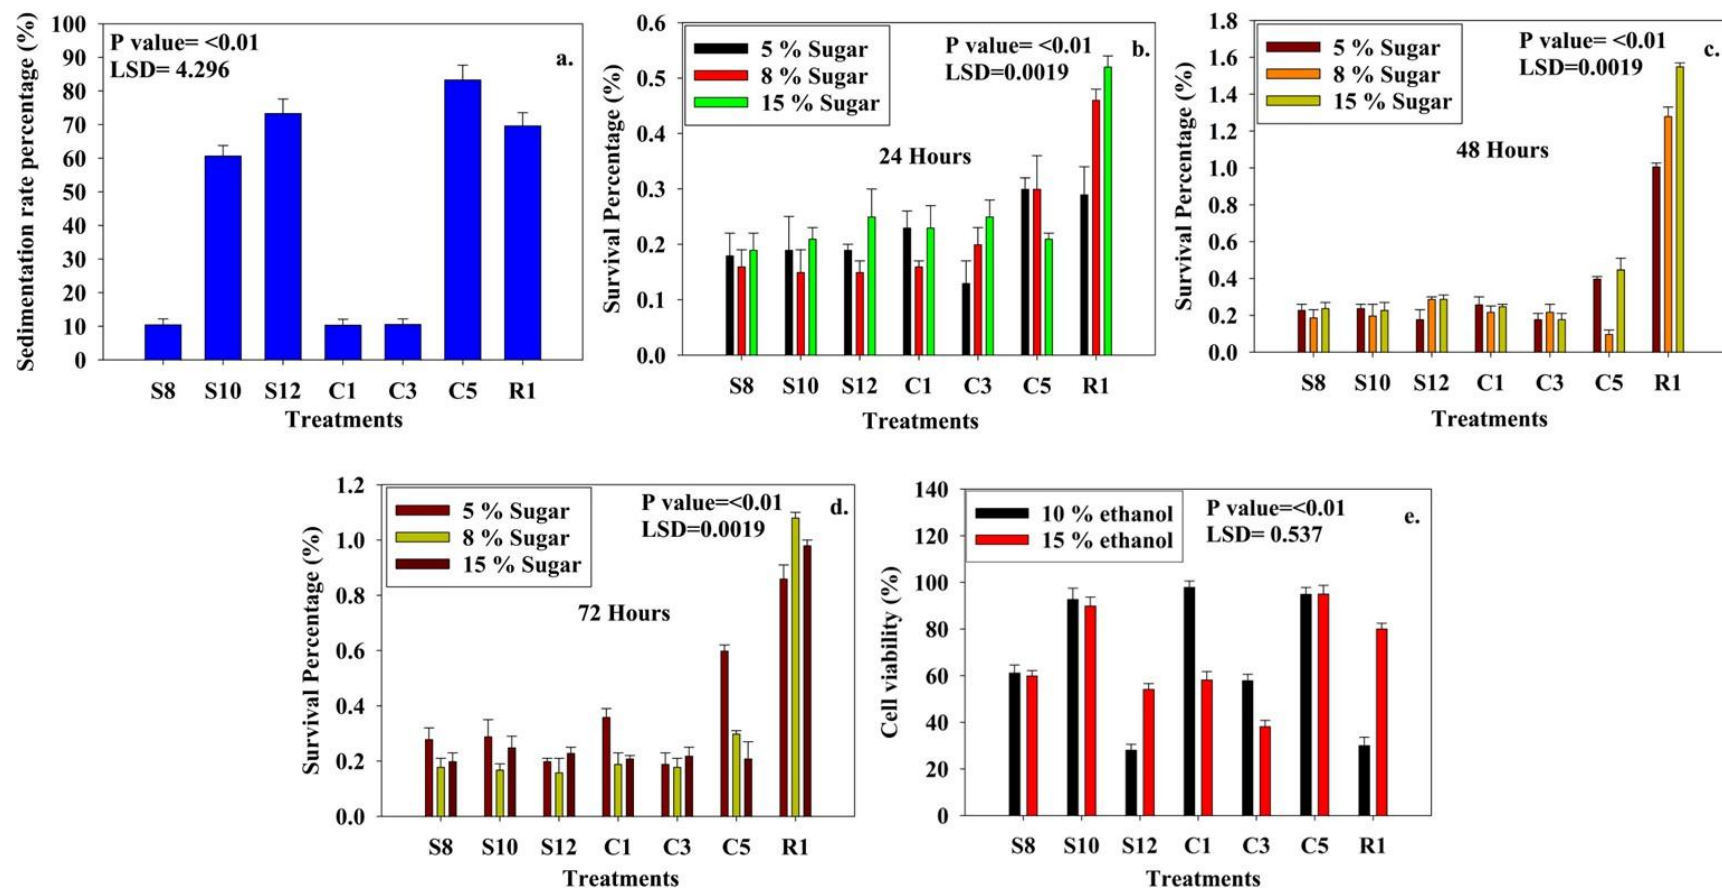 Sedimentation rate percentage (%)
100
90
80
70
60
50
40
30
20
10
0
P value= <0.01
LSD= 4.296
a.
S8 S10 S12 C1 C3 C5 R1
Treatments
Survival Percentage (%)
0.6
0.5
0.4
0.3
0.2
0.1
0.0
5 % Sugar
8 % Sugar
15 % Sugar
P value= <0.01
LSD=0.0019
b.
24 Hours
S8 S10 S12 C1 C3 C5 R1
Treatments
Survival Percentage (%)
1.8
1.6
1.4
1.2
1.0
0.8
0.6
0.4
0.2
0.0
5 % Sugar
8 % Sugar
15 % Sugar
P value= <0.01
LSD=0.0019
c.
48 Hours
S8 S10 S12 C1 C3 C5 R1
Treatments
Survival Percentage (%)
1.2
1.0
0.8
0.6
0.4
0.2
0.0
5 % Sugar
8 % Sugar
15 % Sugar
P value=<0.01
LSD=0.0019
d.
72 Hours
S8 S10 S12 C1 C3 C5 R1
Treatments
Cell viability (%)
140
120
100
80
60
40
20
0
10 % ethanol
15 % ethanol
P value=<0.01
LSD= 0.537
e.
S8 S10 S12 C1 C3 C5 R1
Treatments